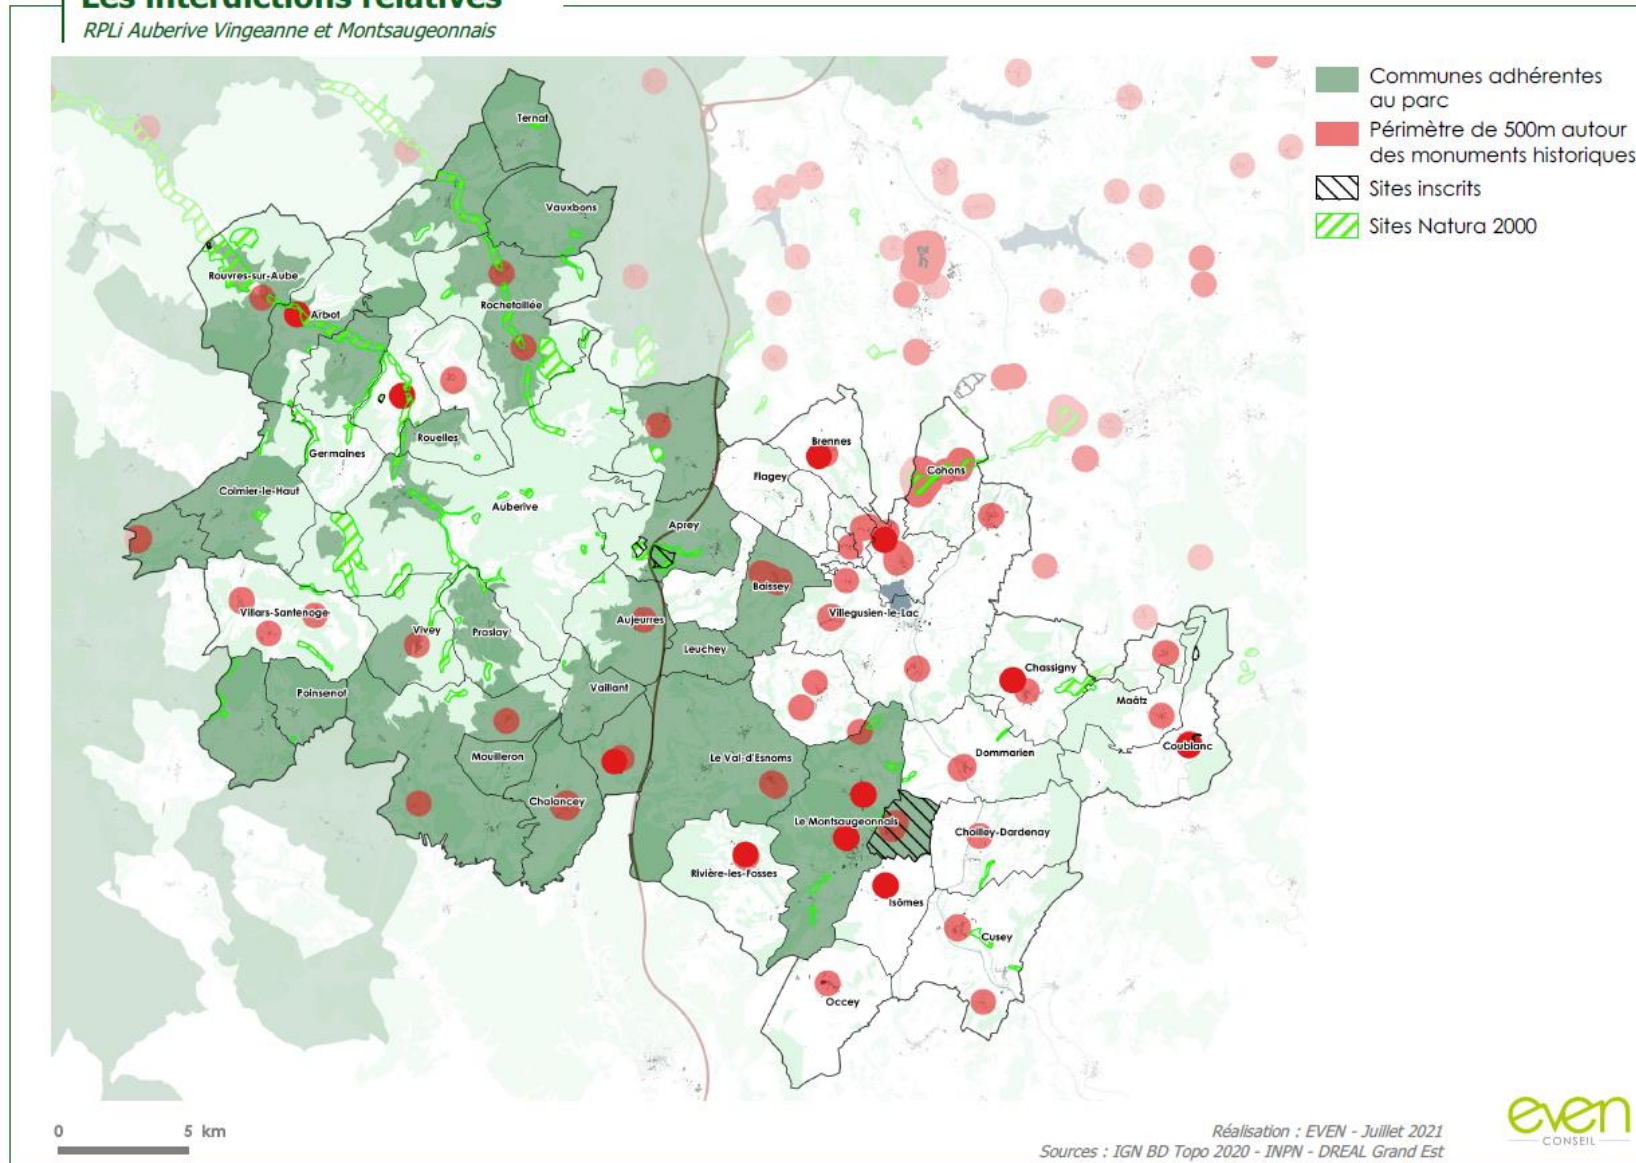 Les interdictions relatives
RPLi Auberive Vingeanne et Montsaugeonnais
Communes adhérentes
au parc
Périmètre de 500m autour
des monuments historiques
Sites inscrits
Sites Natura 2000
Ternat
Vauxbons
Rouvres-sur-Aube
Rochetaillée
Arbot
Rouelles
Germaines
Brennes
Flagey
Cohons
Colmier-le-Haut
Auberive
Aprey
Baissey
Villars-Santenoge
Vivey
Praslay
Aujeurres
Villegusien-le-Lac
Leuchey
Poinsenot
Vaillant
Chassigny
Maâtz
Mouilleron
Le Val-d'Esnoms
Dommarien
Coublanc
Chalancey
Le Montsaugeonnais
Choilley-Dardenay
Rivière-les-Fosses
Isômes
Cusey
Occey
0 5 km
Réalisation : EVEN - Juillet 2021
Sources : IGN BD Topo 2020 - INPN - DREAL Grand Est
even
CONSEIL